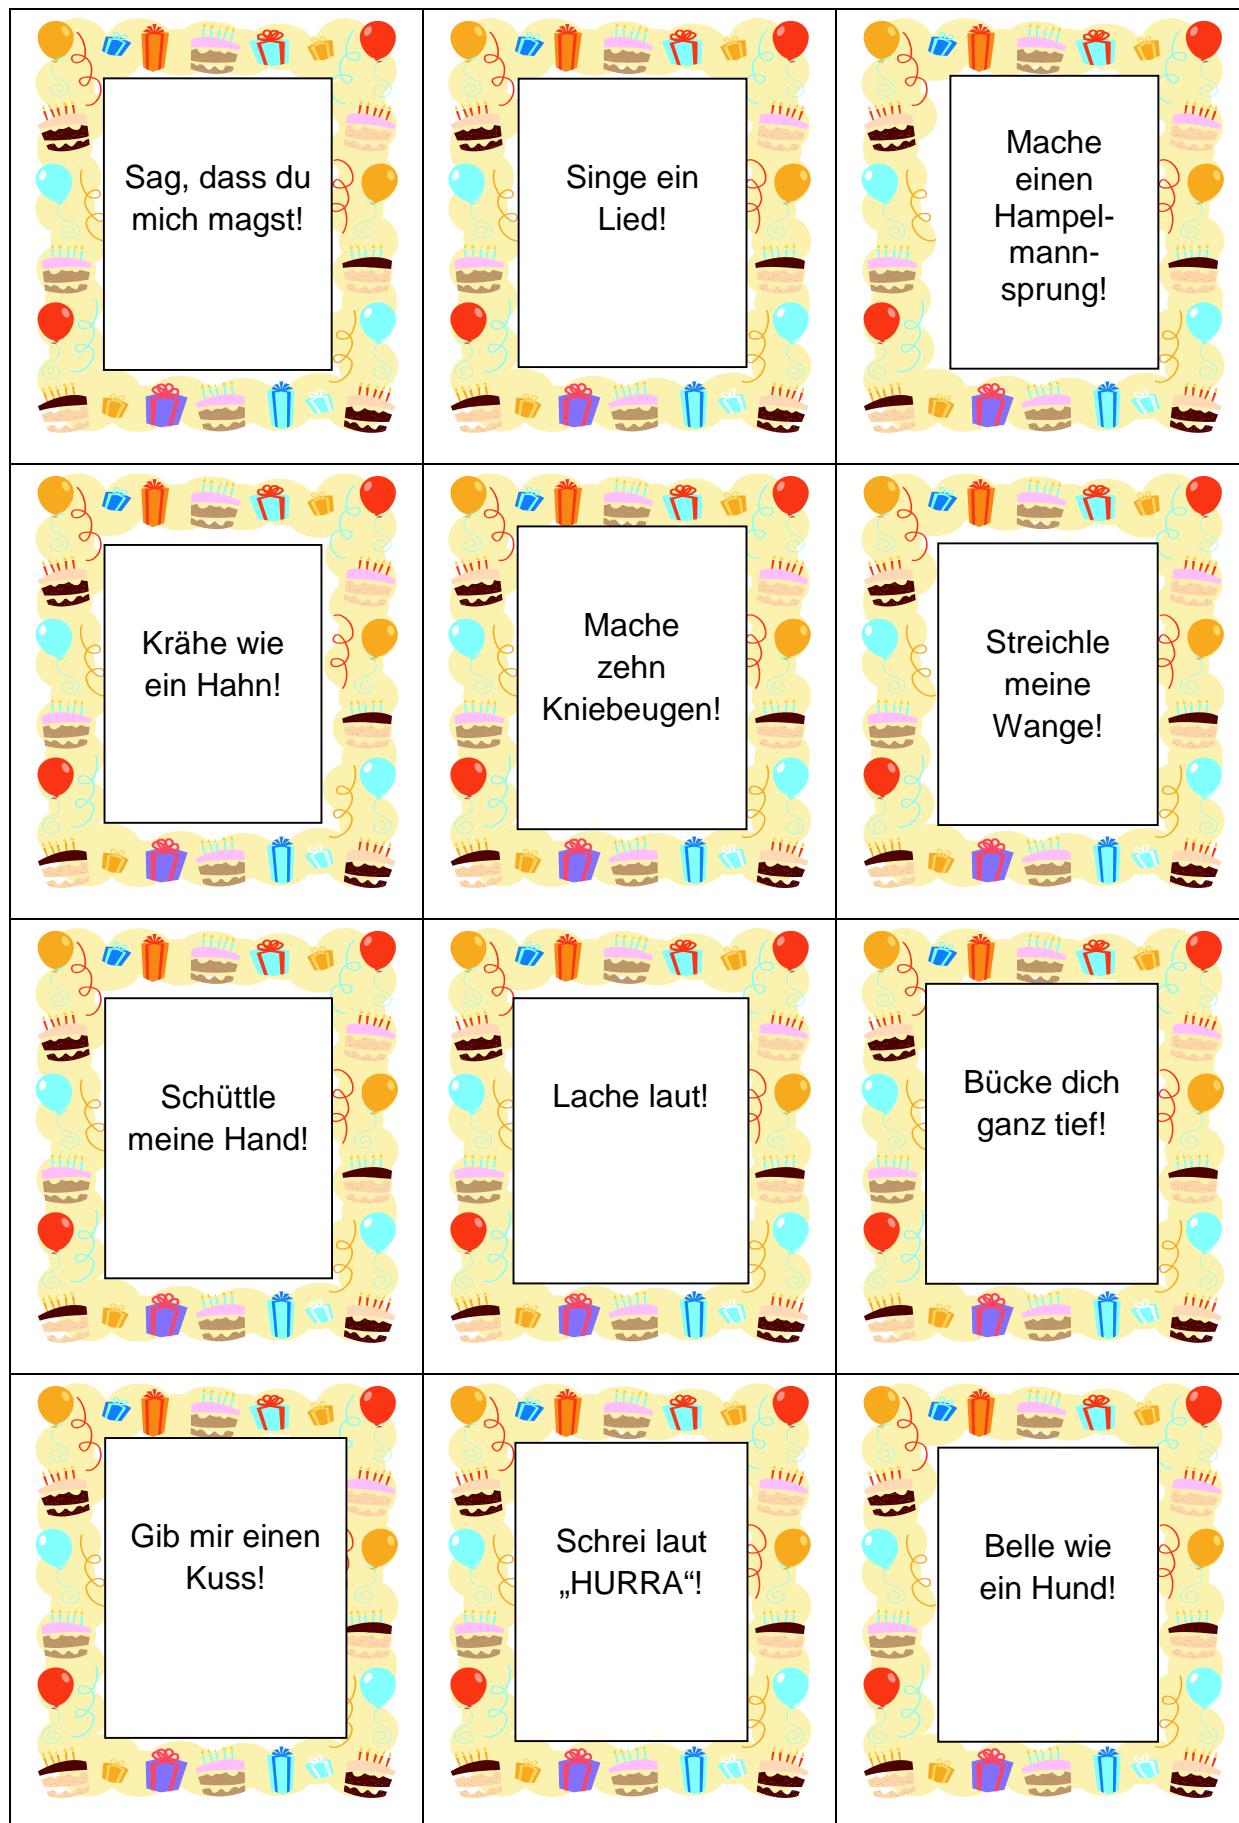 Sag, dass du
mich magst!
Singe ein
Lied!
Mache
einen
Hampel-
mann-
sprung!
Krähe wie
ein Hahn!
Mache
zehn
Kniebeugen!
Streichle
meine
Wange!
Schüttle
meine Hand!
Lache laut!
Bücke dich
ganz tief!
Gib mir einen
Kuss!
Schrei laut
„HURRA“!
Belle wie
ein Hund!